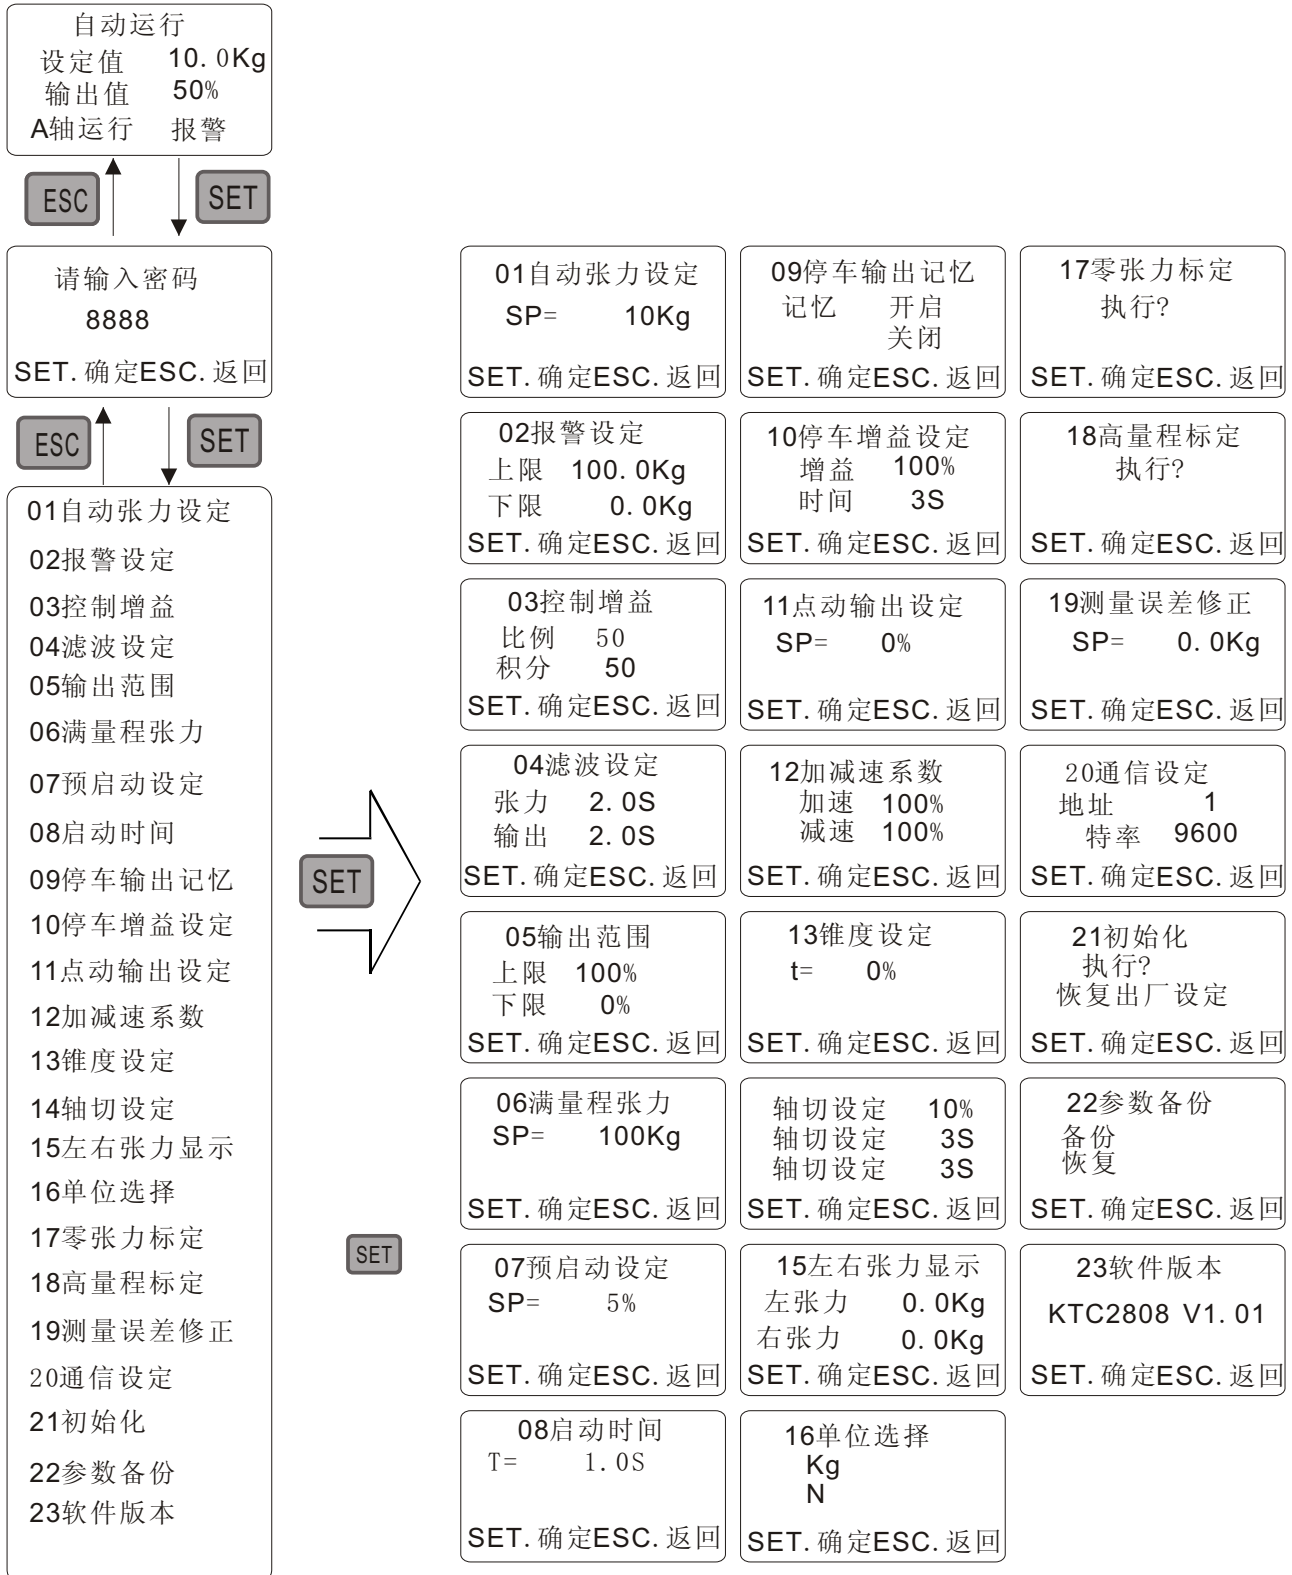 自动运行
设定值 10.0Kg
输出值 50%
A轴运行 报警
ESC SET
请输入密码
8888
SET.确定ESC.返回
ESC SET
01自动张力设定
02报警设定
03控制增益
04滤波设定
05输出范围
06满量程张力
07预启动设定
08启动时间
09停车输出记忆
10停车增益设定
11点动输出设定
12加减速系数
13锥度设定
14轴切设定
15左右张力显示
16单位选择
17零张力标定
18高量程标定
19测量误差修正
20通信设定
21初始化
22参数备份
23软件版本
SET
SET
01自动张力设定
SP= 10Kg
SET.确定ESC.返回
02报警设定
上限 100.0Kg
下限 0.0Kg
SET.确定ESC.返回
03控制增益
比例 50
积分 50
SET.确定ESC.返回
04滤波设定
张力 2.0S
输出 2.0S
SET.确定ESC.返回
05输出范围
上限 100%
下限 0%
SET.确定ESC.返回
06满量程张力
SP= 100Kg
SET.确定ESC.返回
07预启动设定
SP= 5%
SET.确定ESC.返回
08启动时间
T= 1.0S
SET.确定ESC.返回
09停车输出记忆
记忆 开启
关闭
SET.确定ESC.返回
10停车增益设定
增益 100%
时间 3S
SET.确定ESC.返回
11点动输出设定
SP= 0%
SET.确定ESC.返回
12加减速系数
加速 100%
减速 100%
SET.确定ESC.返回
13锥度设定
t= 0%
SET.确定ESC.返回
轴切设定 10%
轴切设定 3S
轴切设定 3S
SET.确定ESC.返回
15左右张力显示
左张力 0.0Kg
右张力 0.0Kg
SET.确定ESC.返回
16单位选择
Kg
N
SET.确定ESC.返回
17零张力标定
执行?
SET.确定ESC.返回
18高量程标定
执行?
SET.确定ESC.返回
19测量误差修正
SP= 0.0Kg
SET.确定ESC.返回
20通信设定
地址 1
特率 9600
SET.确定ESC.返回
21初始化
执行?
恢复出厂设定
SET.确定ESC.返回
22参数备份
备份
恢复
SET.确定ESC.返回
23软件版本
KTC2808 V1.01
SET.确定ESC.返回